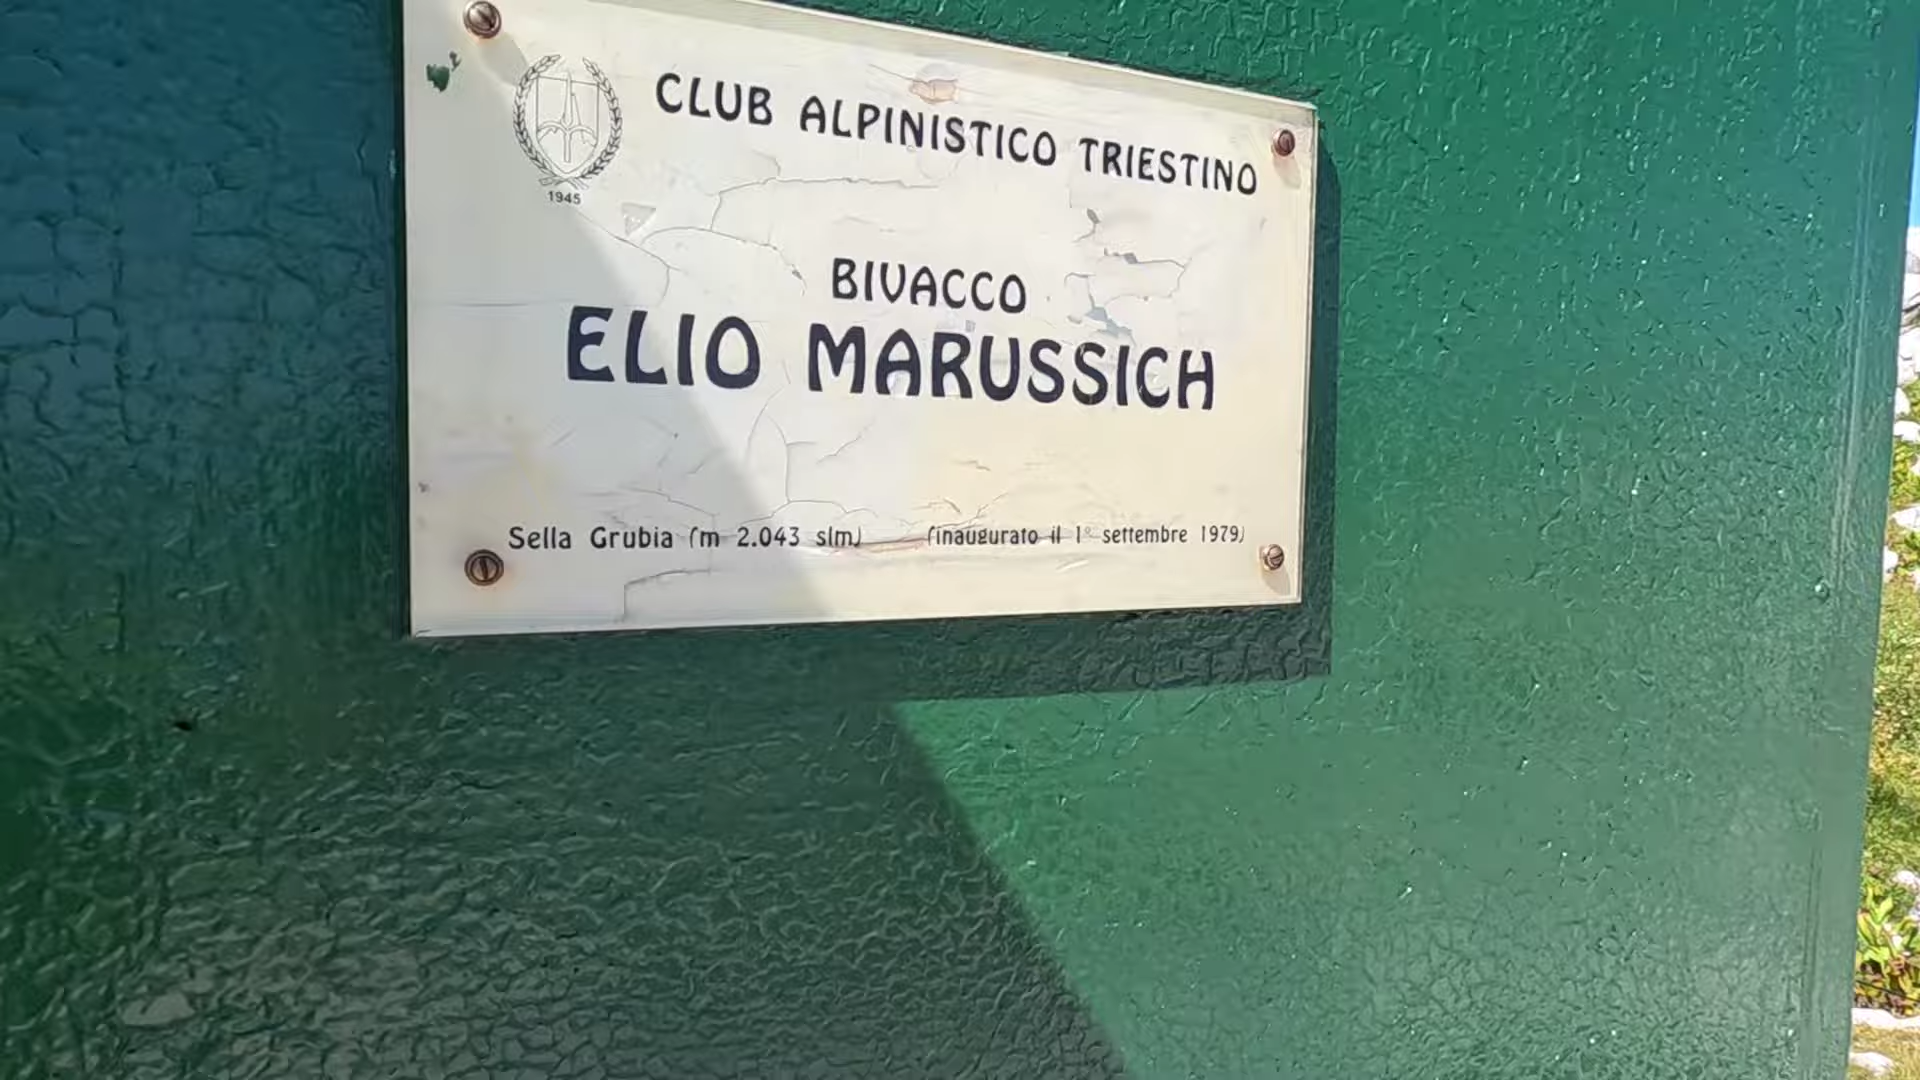 CLUB ALPINISTICO TRIESTINO
1945
BIVACCO
ELIO MARUSSICH
Sella Grubia (m 2.043 slm) (inaugurato il 1° settembre 1979)